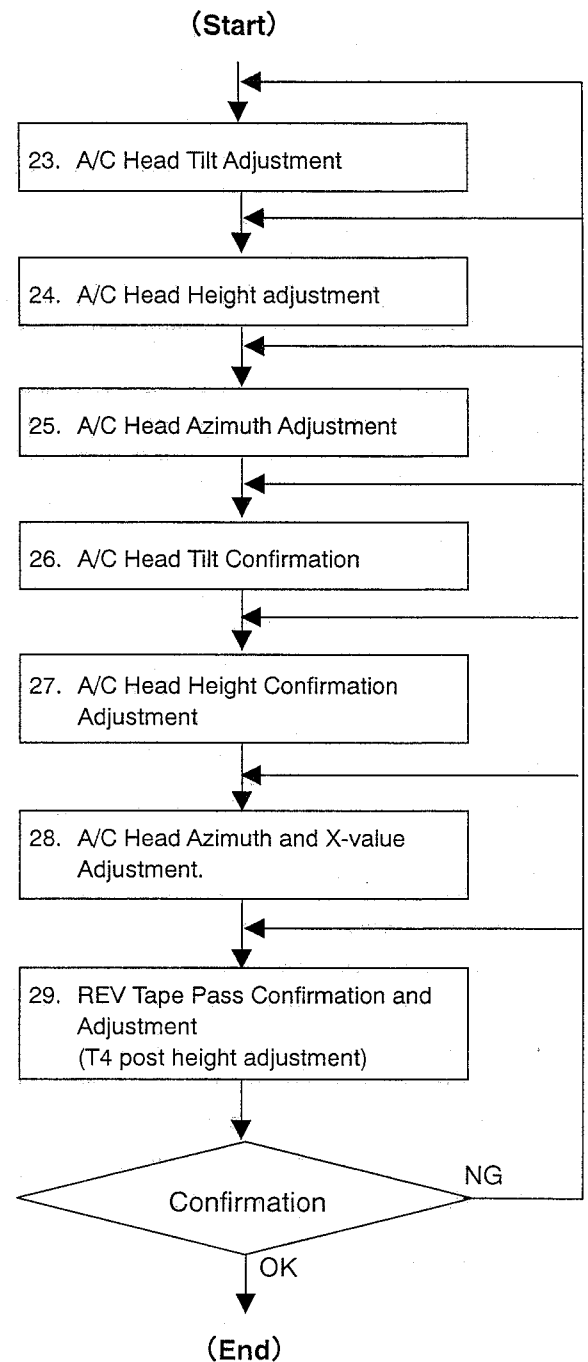 (Start)
23. A/C Head Tilt Adjustment
24. A/C Head Height adjustment
25. A/C Head Azimuth Adjustment
26. A/C Head Tilt Confirmation
27. A/C Head Height Confirmation
Adjustment
28. A/C Head Azimuth and X-value
Adjustment.
29. REV Tape Pass Confirmation and
Adjustment
(T4 post height adjustment)
Confirmation
NG
OK
(End)